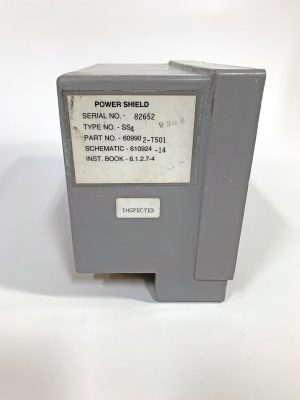 POWER SHIELD
SERIAL NO. - 82652
TYPE NO. - SS4
PART NO. - 609902-T501
SCHEMATIC - 610924-14
INST. BOOK - 6.1.2.7-4
INSPECTED